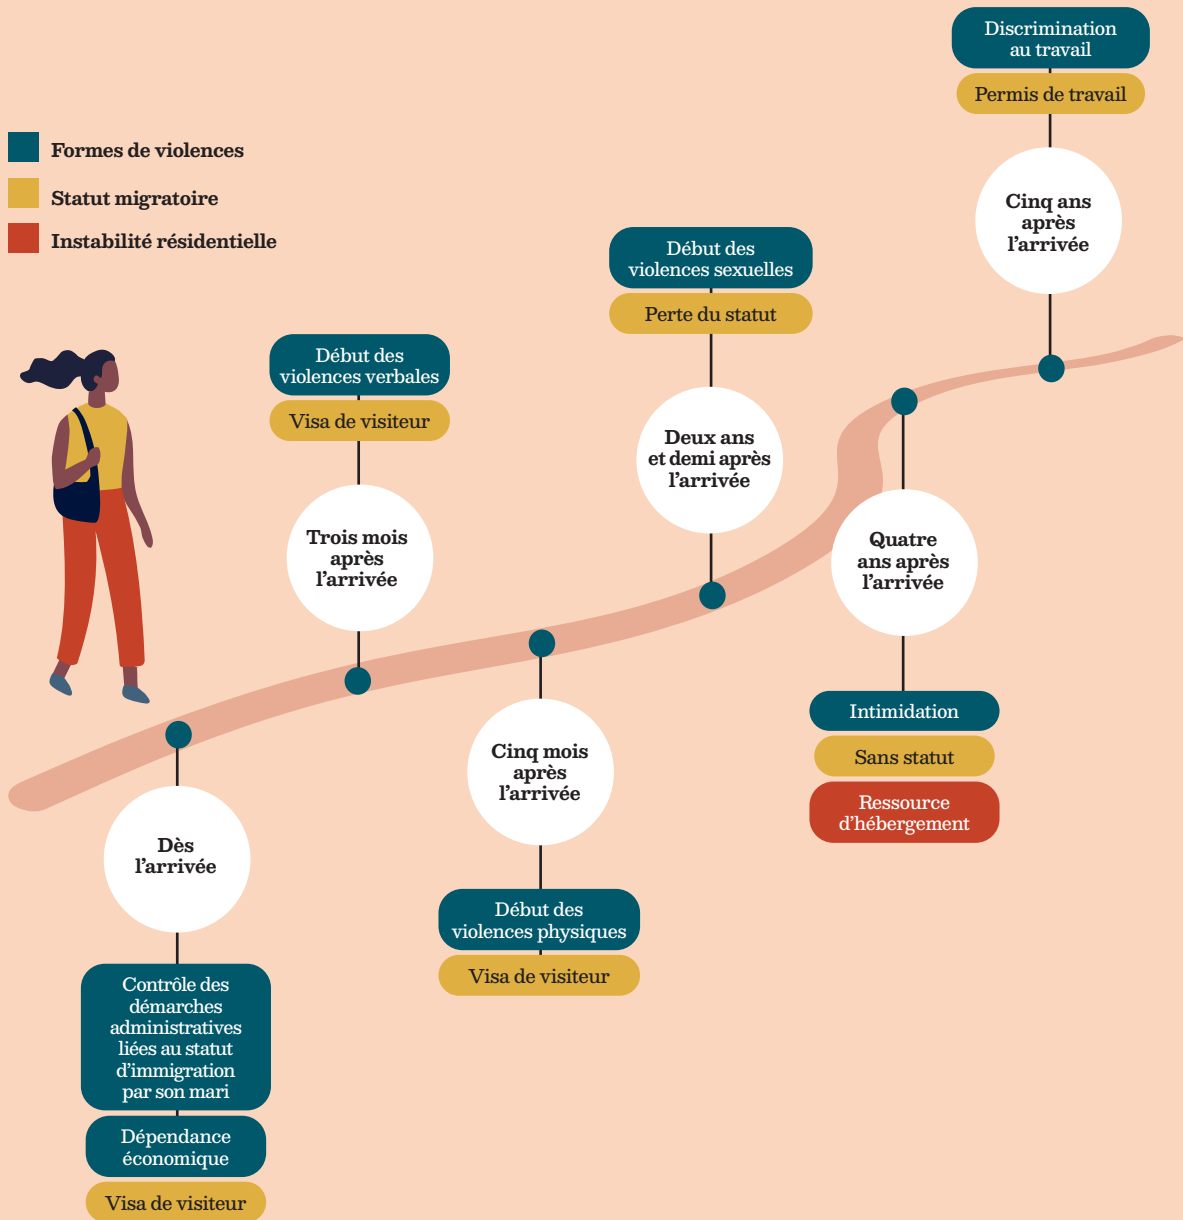 Formes de violences
Statut migratoire
Instabilité résidentielle
Dès
l'arrivée
Contrôle des
démarches
administratives
liées au statut
d'immigration
par son mari
Dépendance
économique
Visa de visiteur
Début des
violences verbales
Visa de visiteur
Trois mois
après
l'arrivée
Cinq mois
après
l'arrivée
Début des
violences physiques
Visa de visiteur
Début des
violences sexuelles
Perte du statut
Deux ans
et demi après
l'arrivée
Quatre
ans après
l'arrivée
Intimidation
Sans statut
Ressource
d'hébergement
Discrimination
au travail
Permis de travail
Cinq ans
après
l'arrivée